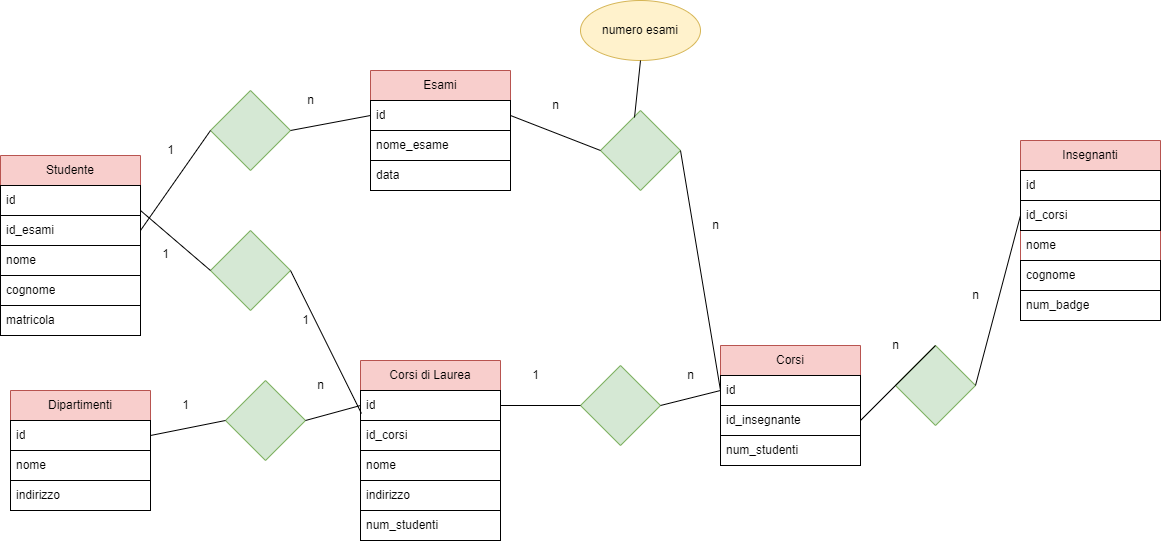 numero esami
Esami
id
nome_esame
data
n
n
1
Studente
id
id_esami
nome
cognome
matricola
1
1
Insegnanti
id
id_corsi
nome
cognome
num_badge
n
n
n
Corsi
id
id_insegnante
num_studenti
n
1
Corsi di Laurea
id
id_corsi
nome
indirizzo
num_studenti
n
1
Dipartimenti
id
nome
indirizzo